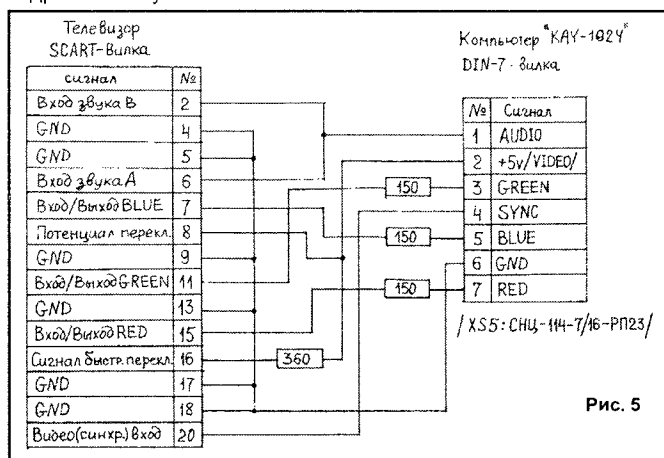 Телевизор
SCART-Вилка
сигнал №
Вход звука В 2
GND 4
GND 5
Вход звука А 6
Вход/Выход BLUE 7
Потенциал перекл. 8
GND 9
Вход/Выход GREEN 11
GND 13
Вход/Выход RED 15
Сигнал быстр. перекл. 16
GND 17
GND 18
Видео(синхр.) вход 20
150
150
150
360
Компьютер "KAY-1024"
DIN-7 - вилка
№ Сигнал
1 AUDIO
2 +5v/VIDEO/
3 GREEN
4 SYNC
5 BLUE
6 GND
7 RED
/XS5: СНЦ-114-7/16-РП23/
Рис. 5